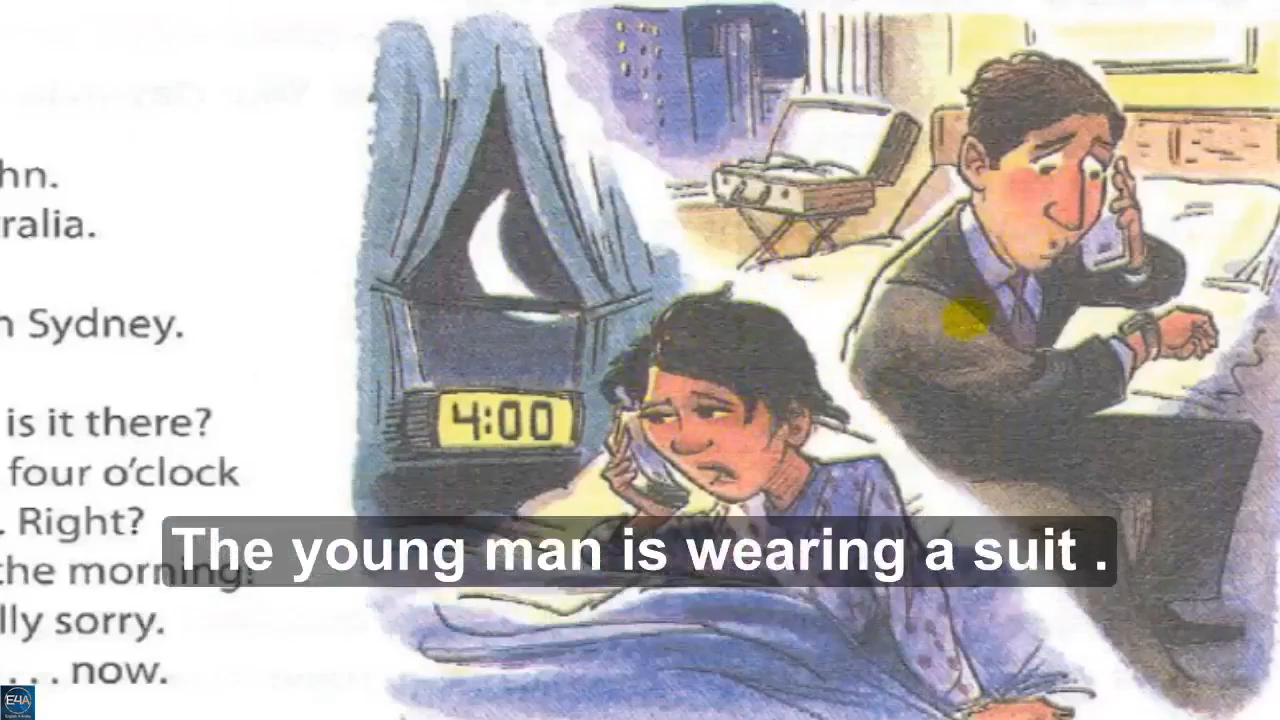 hn.
ralia.
n Sydney.
is it there?
four o'clock
. Right?
the morning!
lly sorry.
. . . now.
4:00
The young man is wearing a suit .
E4A